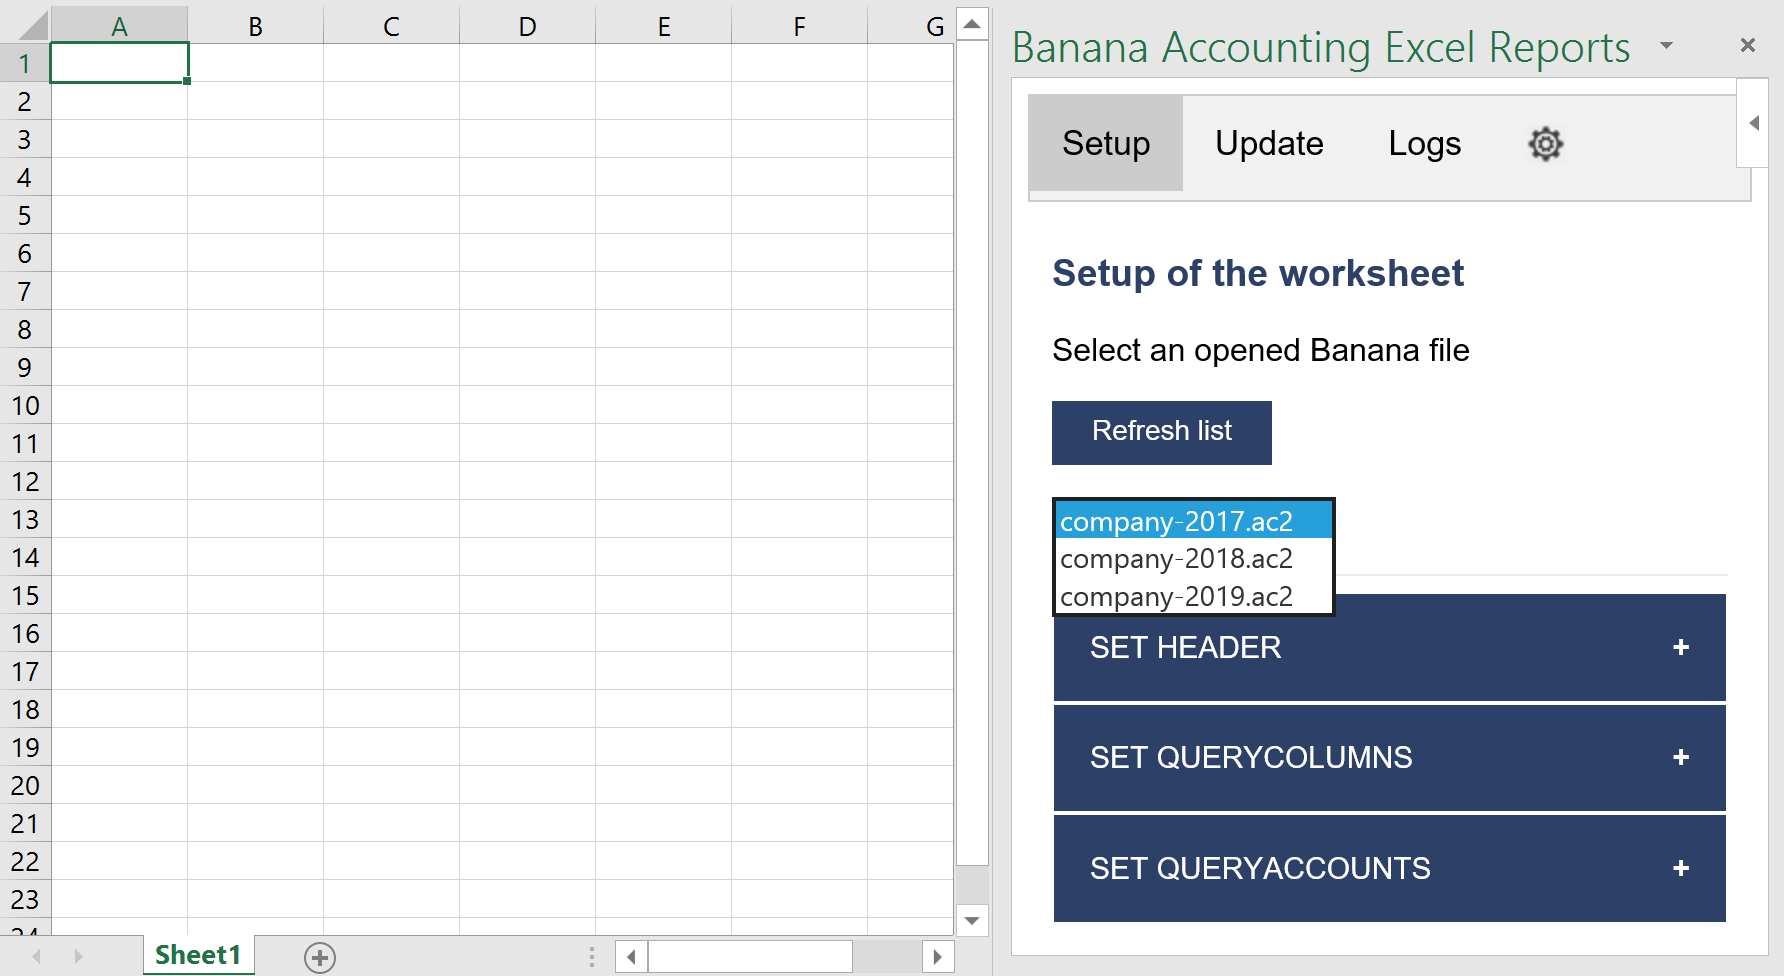 A B C D E F G
1
2
3
4
5
6
7
8
9
10
11
12
13
14
15
16
17
18
19
20
21
22
23
24
Sheet1
Banana Accounting Excel Reports
Setup Update Logs
Setup of the worksheet
Select an opened Banana file
Refresh list
company-2017.ac2
company-2018.ac2
company-2019.ac2
SET HEADER +
SET QUERYCOLUMNS +
SET QUERYACCOUNTS +